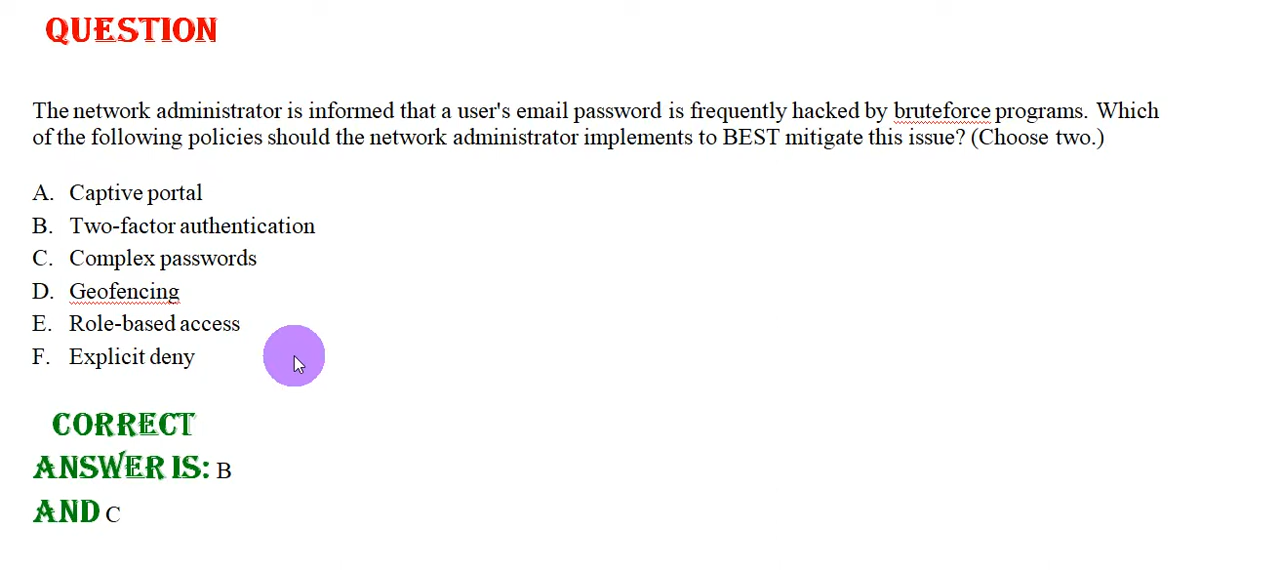 QUESTION
The network administrator is informed that a user's email password is frequently hacked by bruteforce programs. Which
of the following policies should the network administrator implements to BEST mitigate this issue? (Choose two.)
A. Captive portal
B. Two-factor authentication
C. Complex passwords
D. Geofencing
E. Role-based access
F. Explicit deny
CORRECT
ANSWER IS: B
AND C